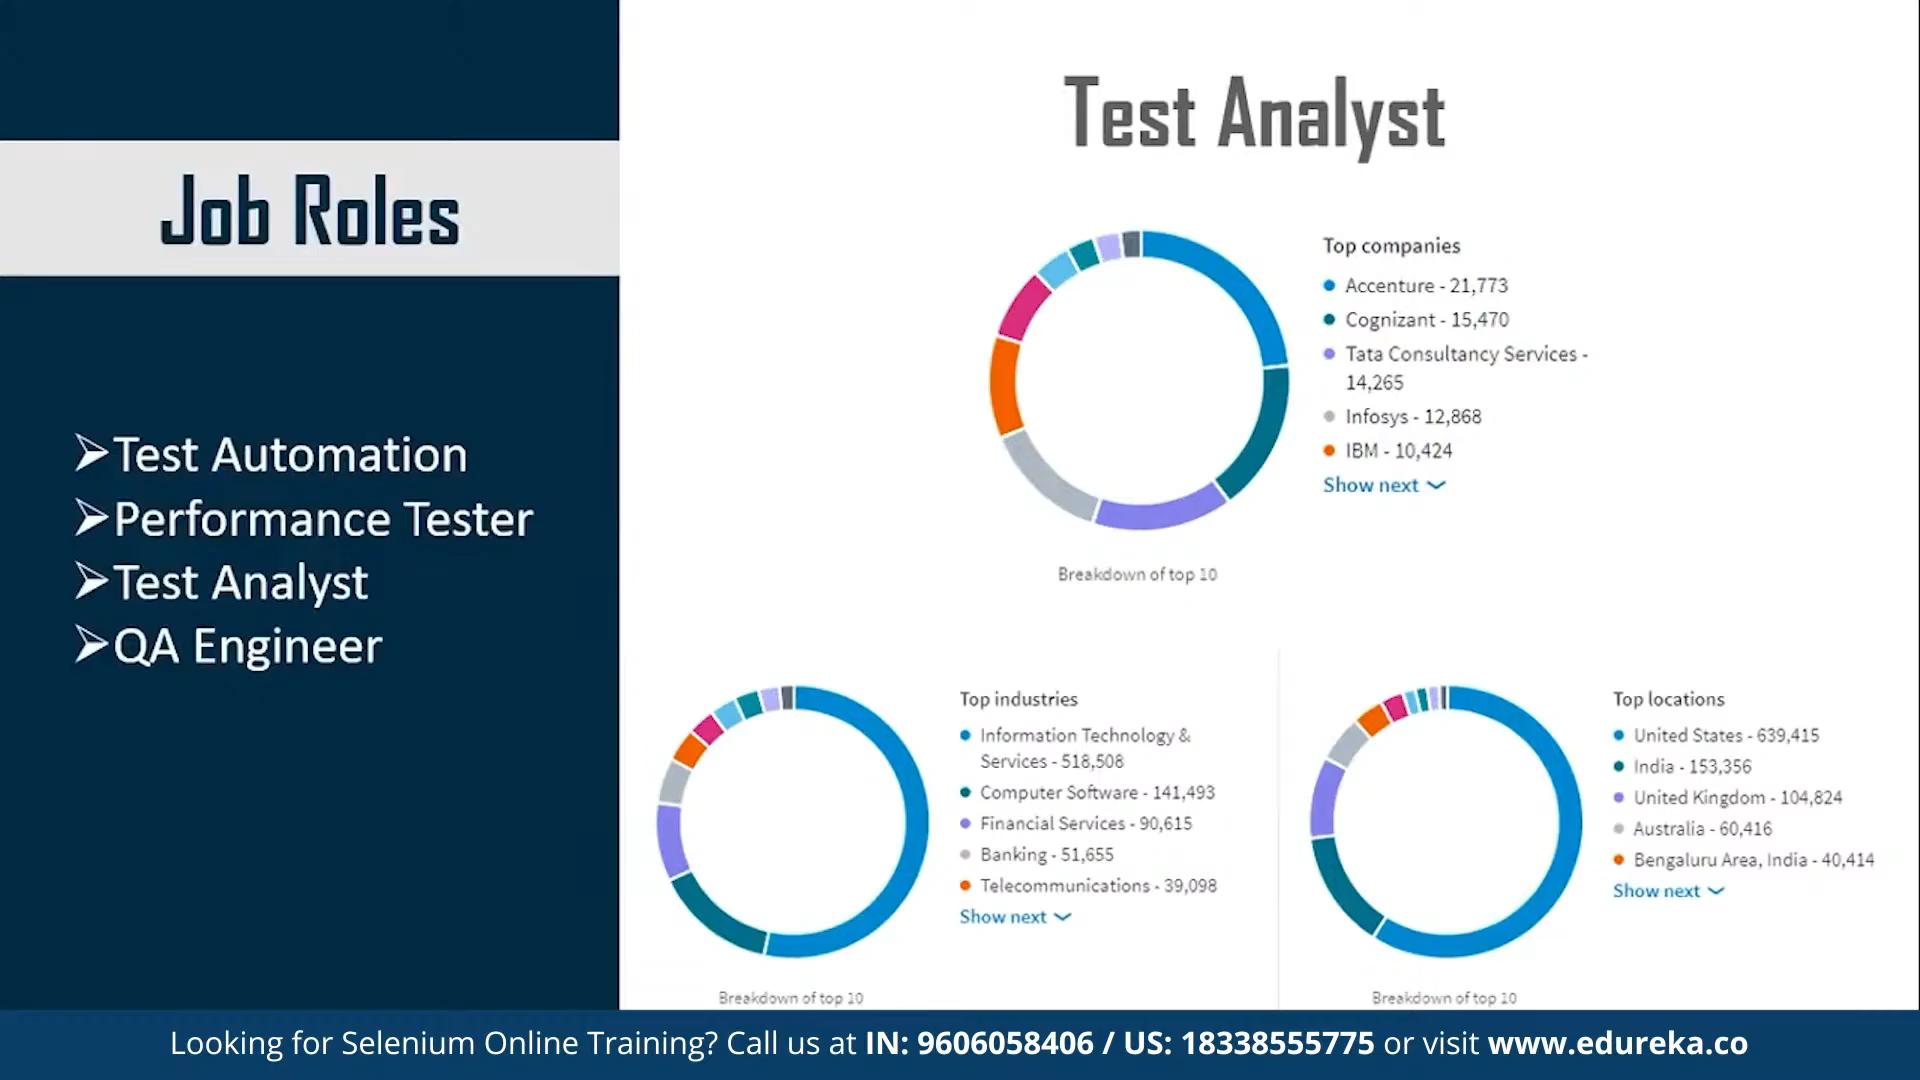 Job Roles
➢Test Automation
➢Performance Tester
➢Test Analyst
➢QA Engineer
Test Analyst
Top companies
Accenture - 21,773
Cognizant - 15,470
Tata Consultancy Services -
14,265
Infosys - 12,868
IBM - 10,424
Show next
Breakdown of top 10
Top industries
Information Technology &
Services - 518,508
Computer Software - 141,493
Financial Services - 90,615
Banking - 51,655
Telecommunications - 39,098
Show next
Breakdown of top 10
Top locations
United States - 639,415
India - 153,356
United Kingdom - 104,824
Australia - 60,416
Bengaluru Area, India - 40,414
Show next
Breakdown of top 10
Looking for Selenium Online Training? Call us at IN: 9606058406 / US: 18338555775 or visit www.edureka.co